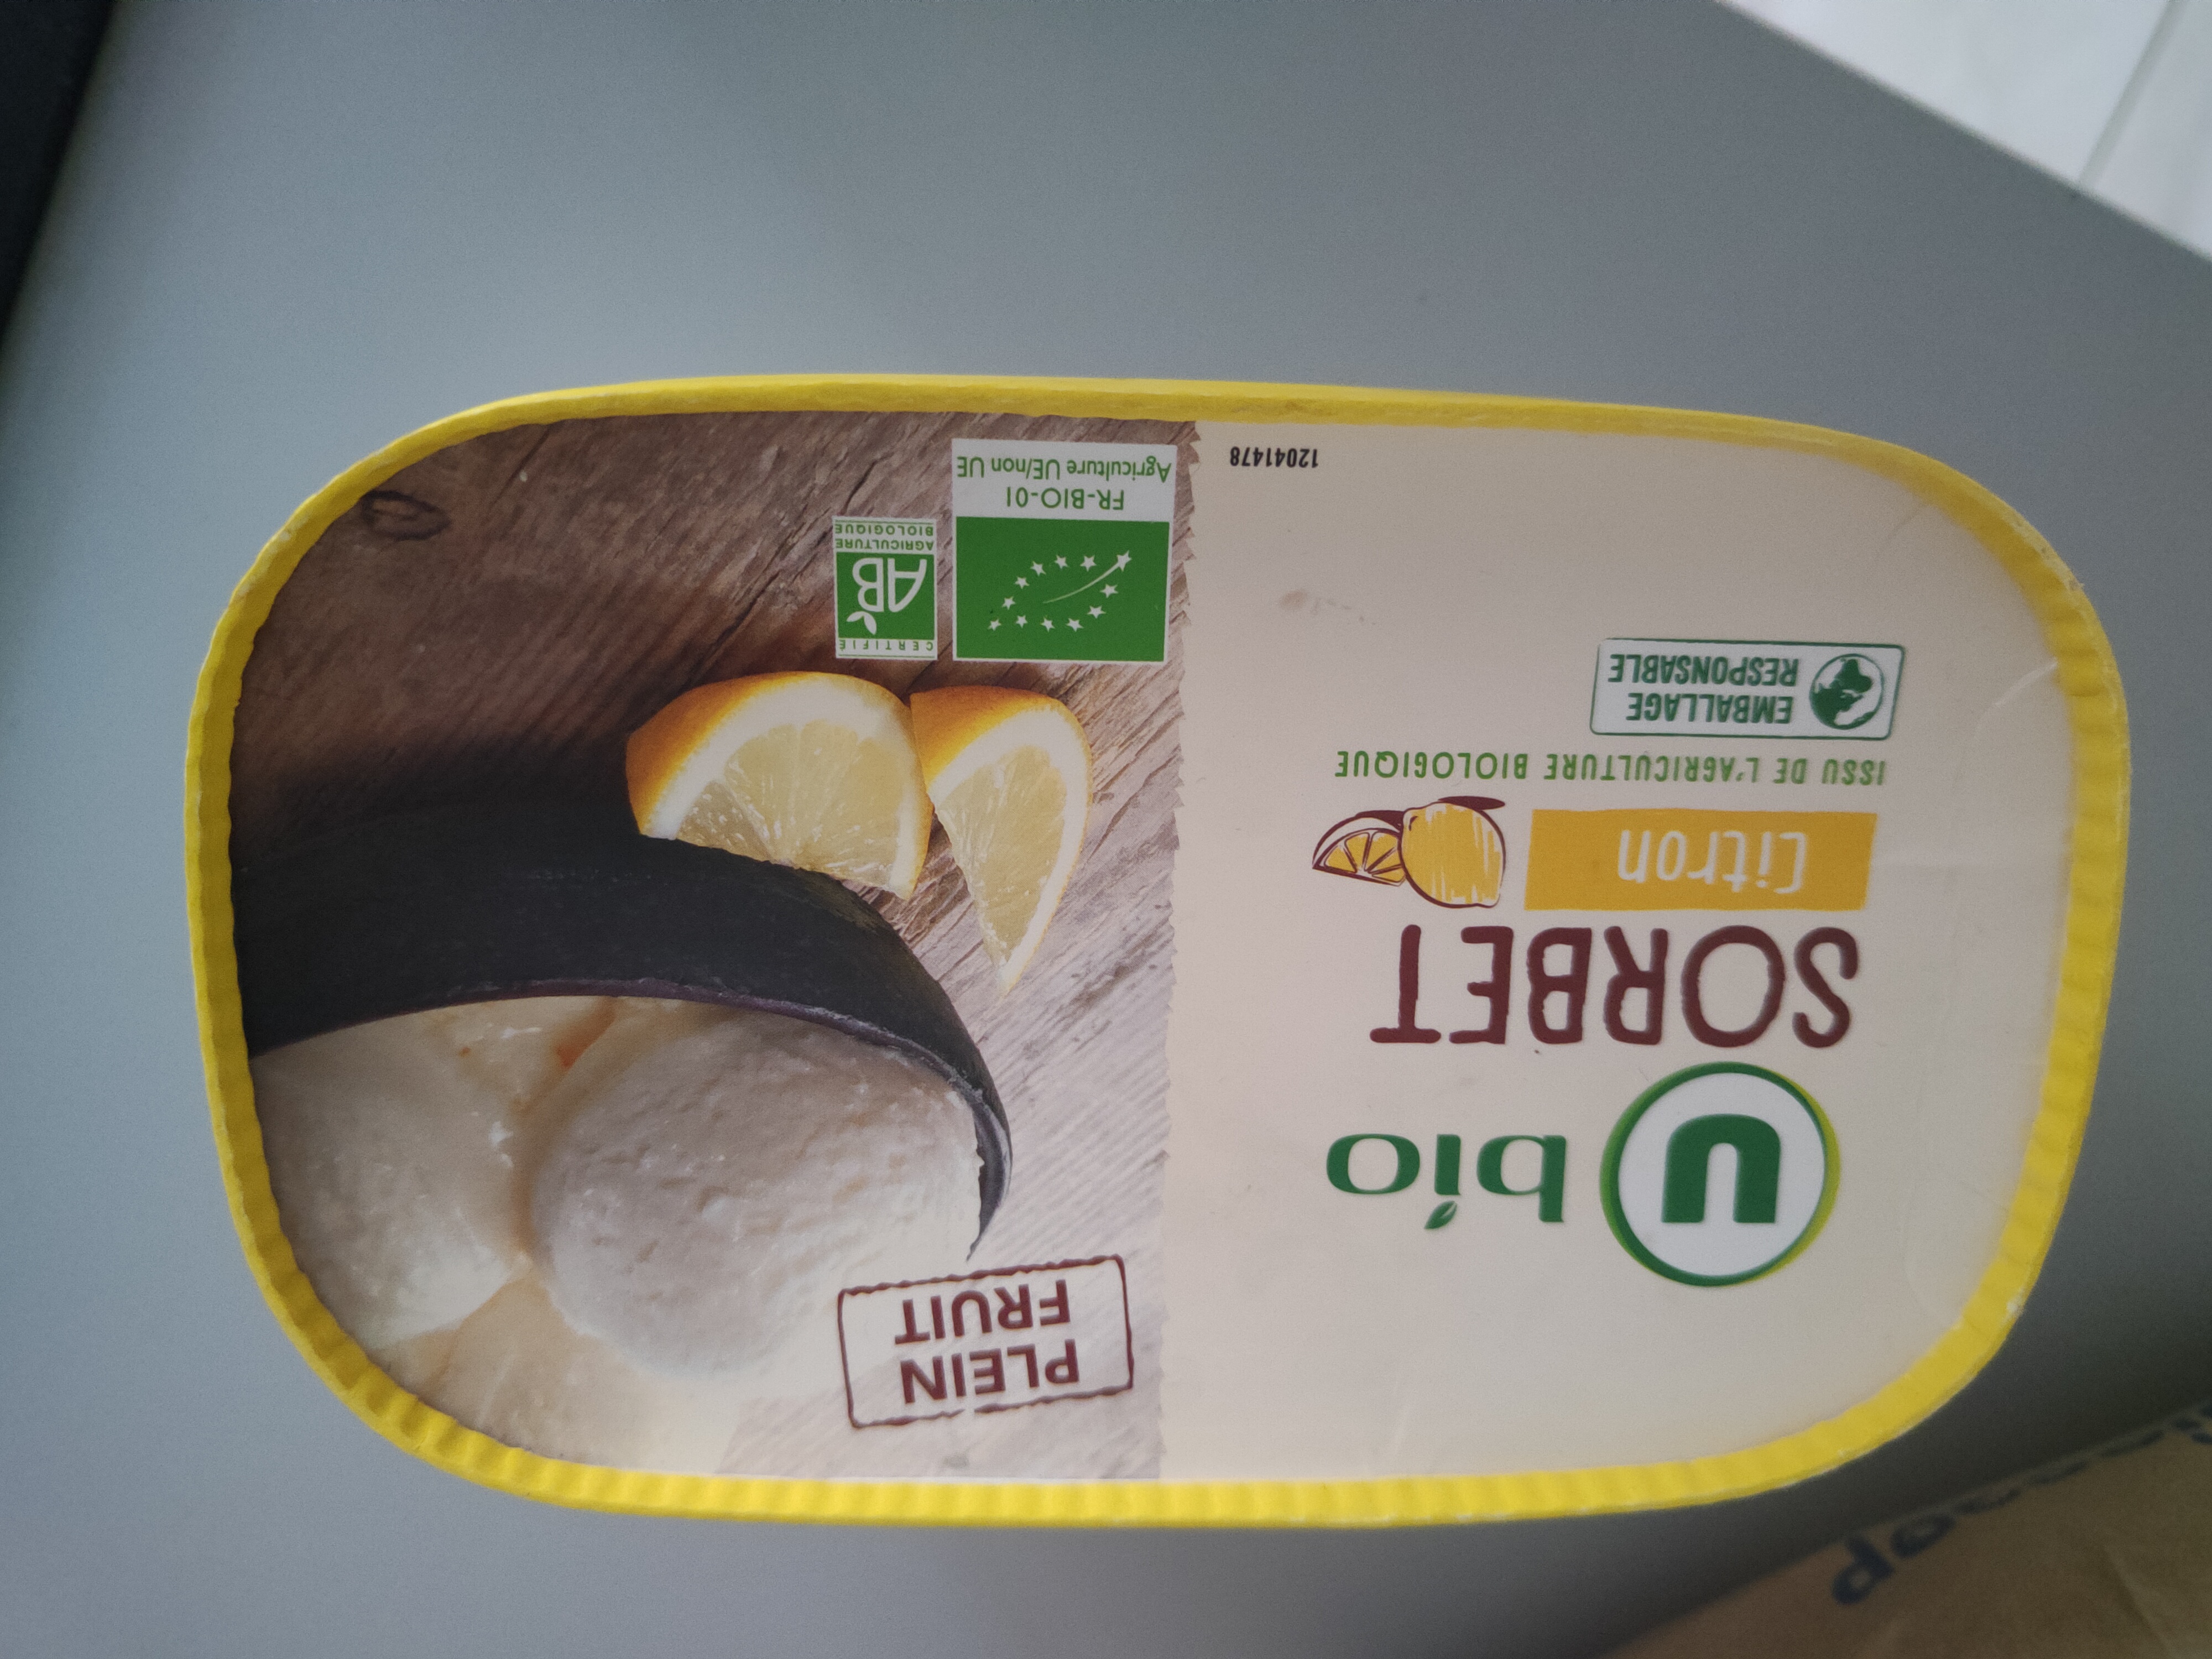 U bio
SORBET
Citron
ISSU DE L'AGRICULTURE BIOLOGIQUE
EMBALLAGE
RESPONSABLE
12041478
PLEIN
FRUIT
CERTIFIÉ
AB
AGRICULTURE
BIOLOGIQUE
FR-BIO-01
Agriculture UE/non UE